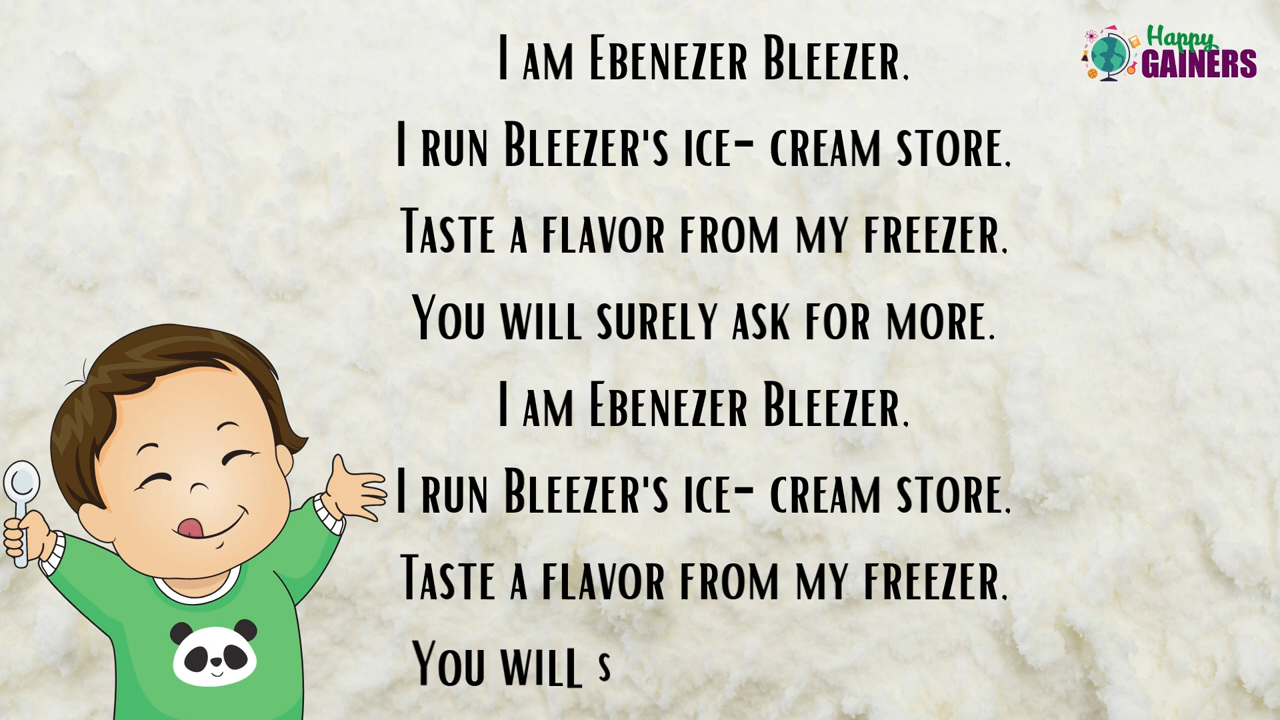 Happy
GAINERS
I AM EBENEZER BLEEZER.
I RUN BLEEZER'S ICE- CREAM STORE.
TASTE A FLAVOR FROM MY FREEZER.
YOU WILL SURELY ASK FOR MORE.
I AM EBENEZER BLEEZER.
I RUN BLEEZER'S ICE- CREAM STORE.
TASTE A FLAVOR FROM MY FREEZER.
YOU WILL S